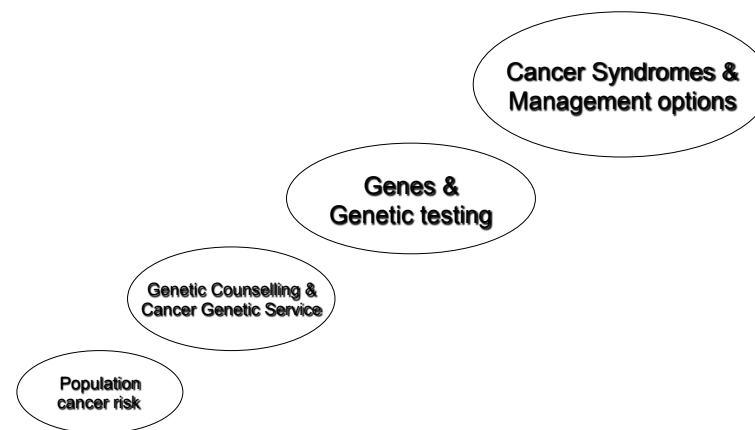 Cancer Syndromes &
Management options
Genes &
Genetic testing
Genetic Counselling &
Cancer Genetic Service
Population
cancer risk